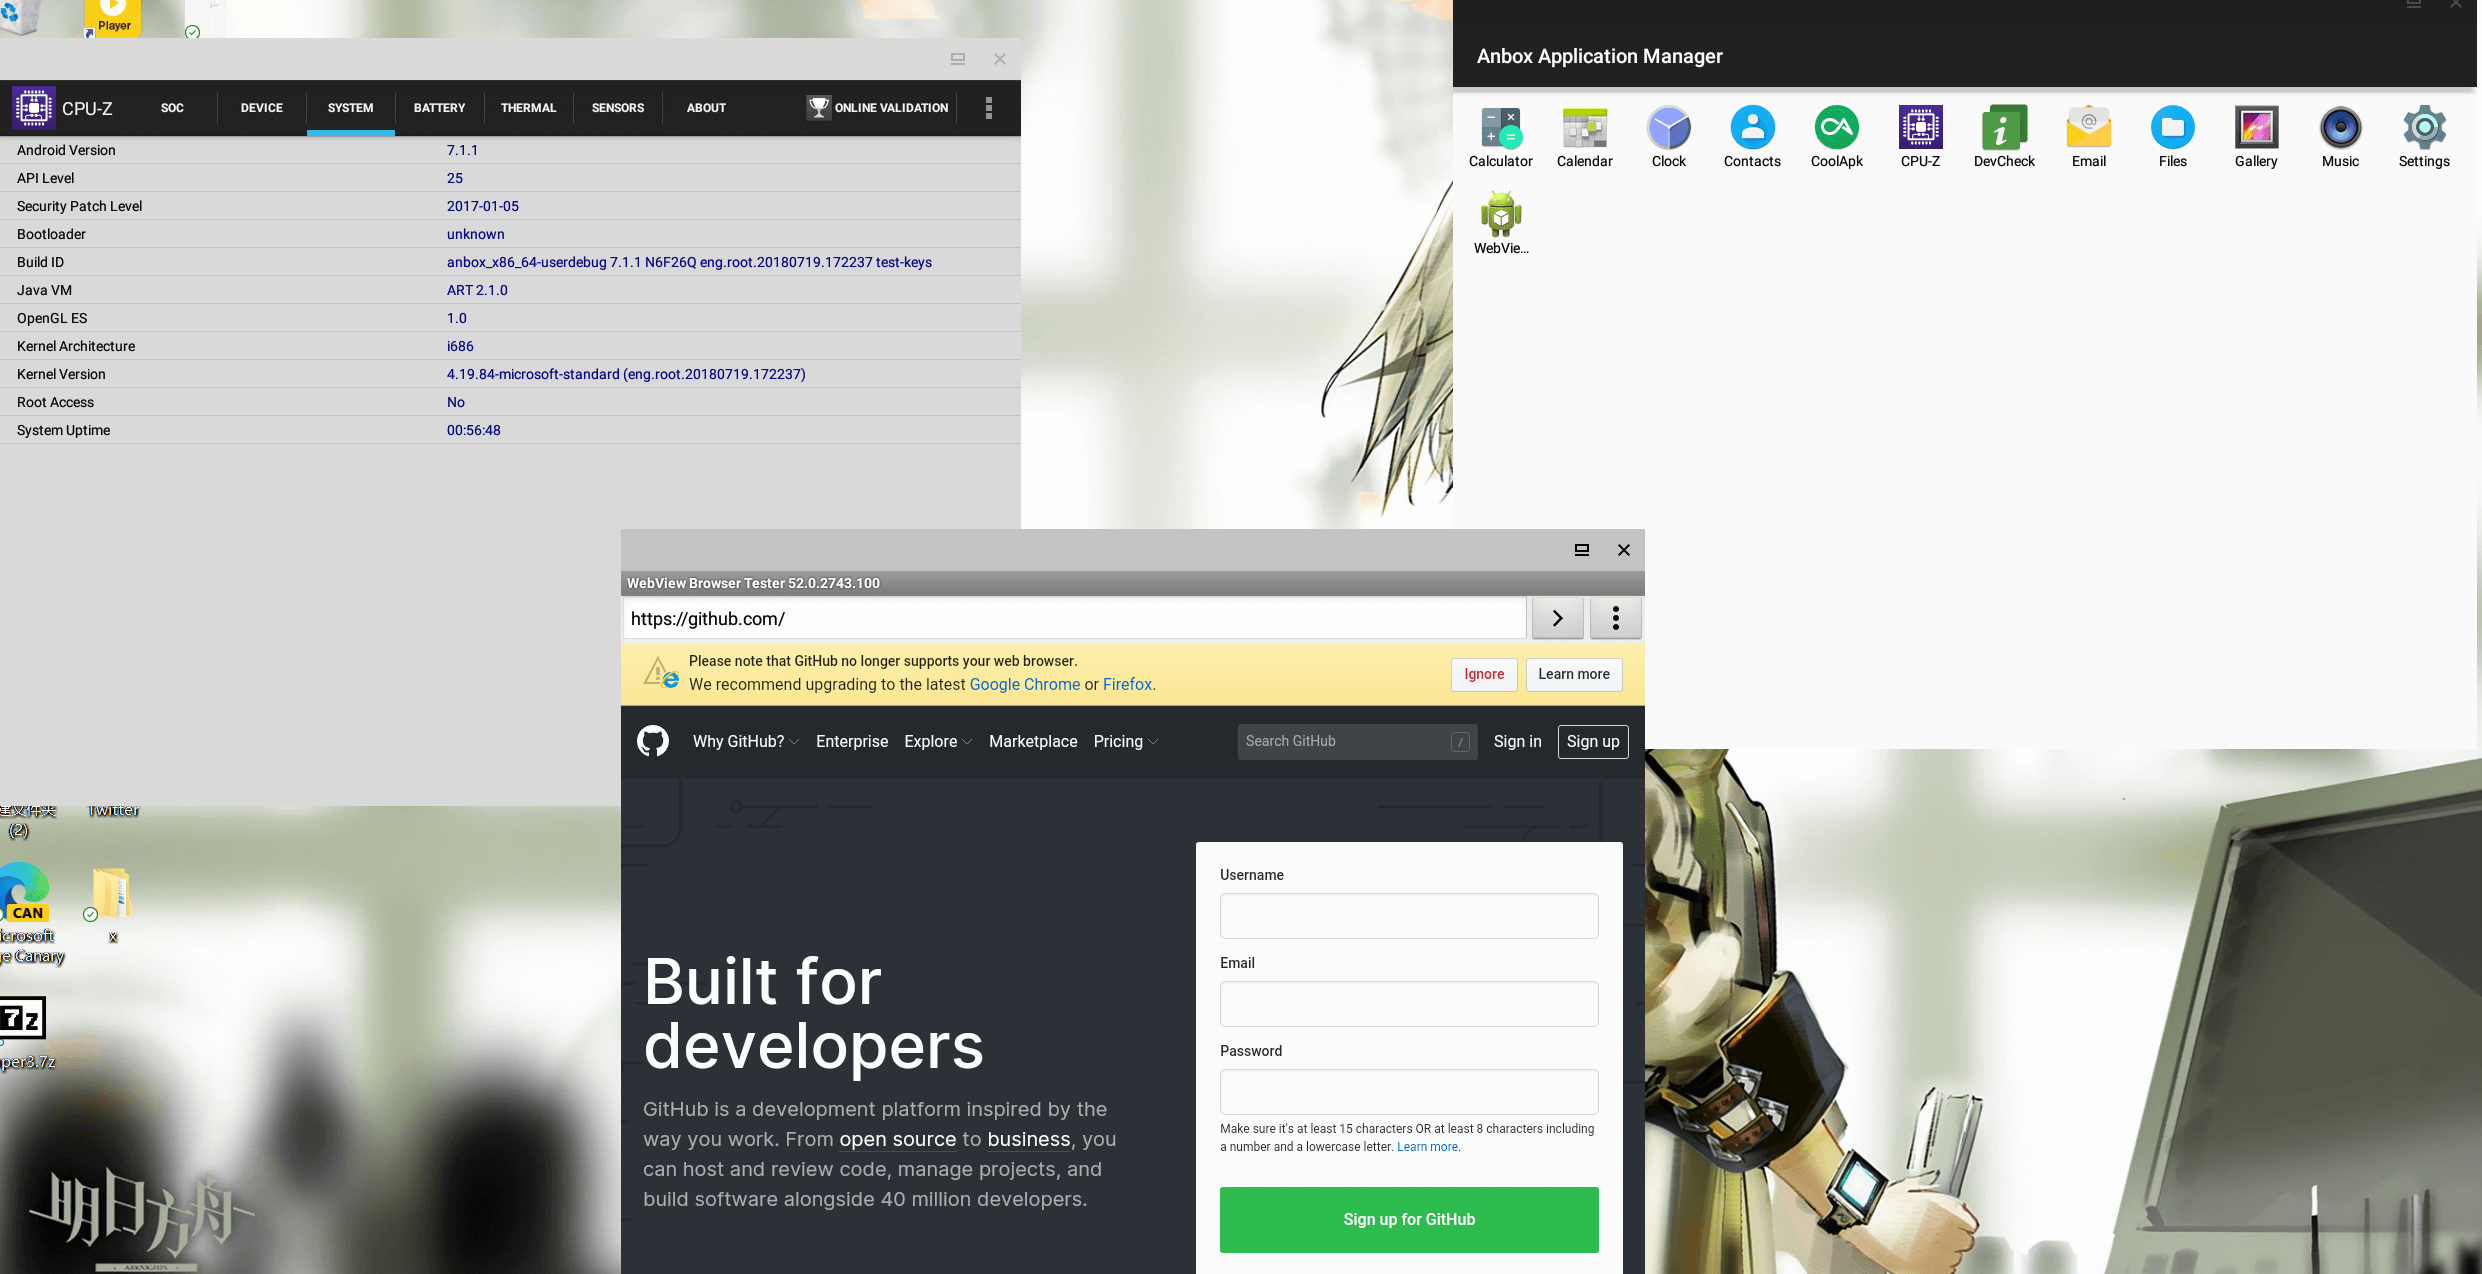 Player
CPU-Z
SOC
DEVICE
SYSTEM
BATTERY
THERMAL
SENSORS
ABOUT
ONLINE VALIDATION
Android Version 7.1.1
API Level 25
Security Patch Level 2017-01-05
Bootloader unknown
Build ID anbox_x86_64-userdebug 7.1.1 N6F26Q eng.root.20180719.172237 test-keys
Java VM ART 2.1.0
OpenGL ES 1.0
Kernel Architecture i686
Kernel Version 4.19.84-microsoft-standard (eng.root.20180719.172237)
Root Access No
System Uptime 00:56:48
Anbox Application Manager
Calculator
Calendar
Clock
Contacts
CoolApk
CPU-Z
DevCheck
Email
Files
Gallery
Music
Settings
WebVie...
WebView Browser Tester 52.0.2743.100
https://github.com/
Please note that GitHub no longer supports your web browser.
We recommend upgrading to the latest Google Chrome or Firefox.
Ignore
Learn more
Why GitHub?
Enterprise
Explore
Marketplace
Pricing
Search GitHub
/
Sign in
Sign up
Built for
developers
GitHub is a development platform inspired by the
way you work. From open source to business, you
can host and review code, manage projects, and
build software alongside 40 million developers.
Username
Email
Password
Make sure it's at least 15 characters OR at least 8 characters including
a number and a lowercase letter. Learn more.
Sign up for GitHub
建文件夹
(2)
Twitter
CAN
icrosoft
ge Canary
x
7z
per3.7z
明日方舟
ARKNIGHTS